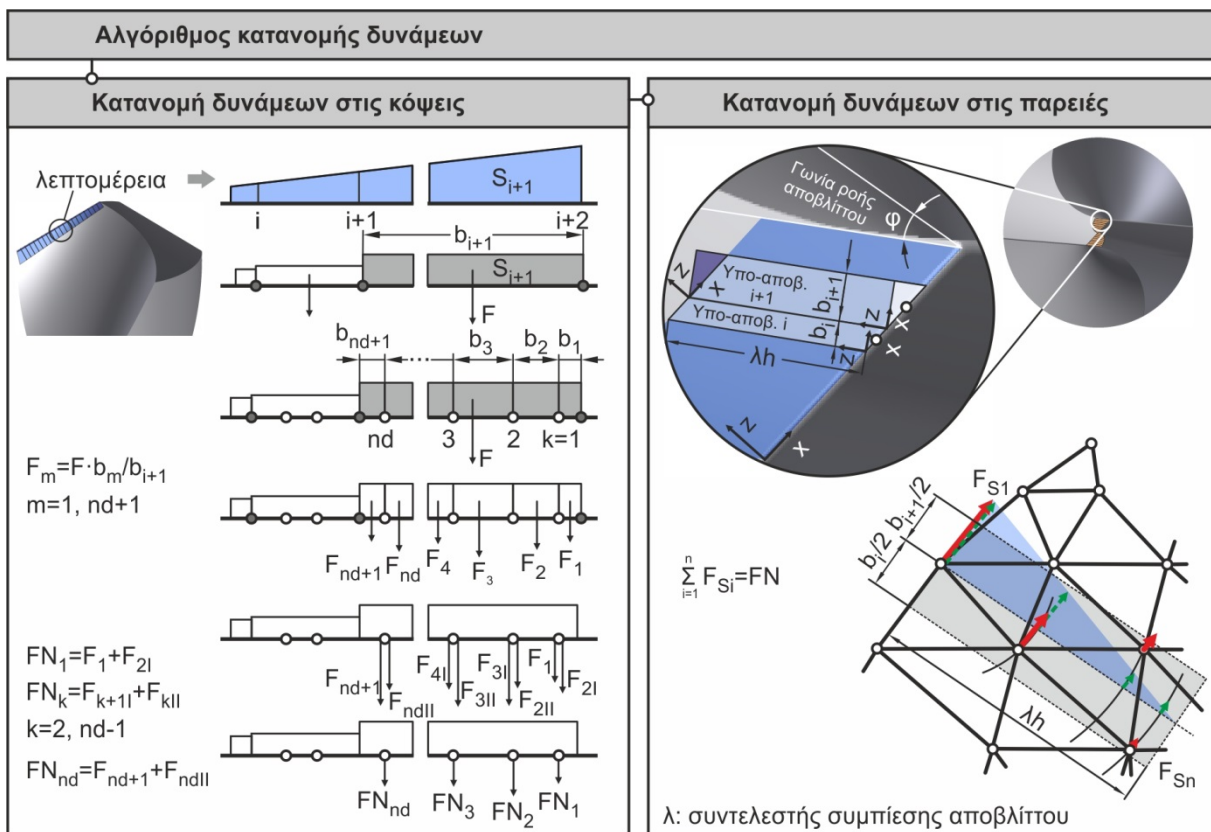 Αλγόριθμος κατανομής δυνάμεων
Κατανομή δυνάμεων στις κόψεις
λεπτομέρεια
S_{i+1}
i i+1 i+2
b_{i+1}
S_{i+1}
F
b_{nd+1} b_3 b_2 b_1
nd 3 2 k=1
F
F_m=F·b_m/b_{i+1}
m=1, nd+1
F_{nd+1} F_{nd} F_4 F_3 F_2 F_1
FN_1=F_1+F_{2I}
FN_k=F_{k+1I}+F_{kII}
k=2, nd-1
FN_{nd}=F_{nd+1}+F_{ndII}
F_{nd+1} F_{ndII} F_{4I} F_{3II} F_{3I} F_{2II} F_1 F_{2I}
FN_{nd} FN_3 FN_2 FN_1
Κατανομή δυνάμεων στις παρειές
Γωνία ροής
αποβλίττου
φ
Υπο-αποβ.
i+1
b_{i+1}
Υπο-αποβ. i
b_i
λh
z x
z x
z x
z x
F_{S1}
b_{i+1}/2
b_i/2
\sum_{i=1}^{n} F_{Si}=FN
λh
F_{Sn}
λ: συντελεστής συμπίεσης αποβλίττου